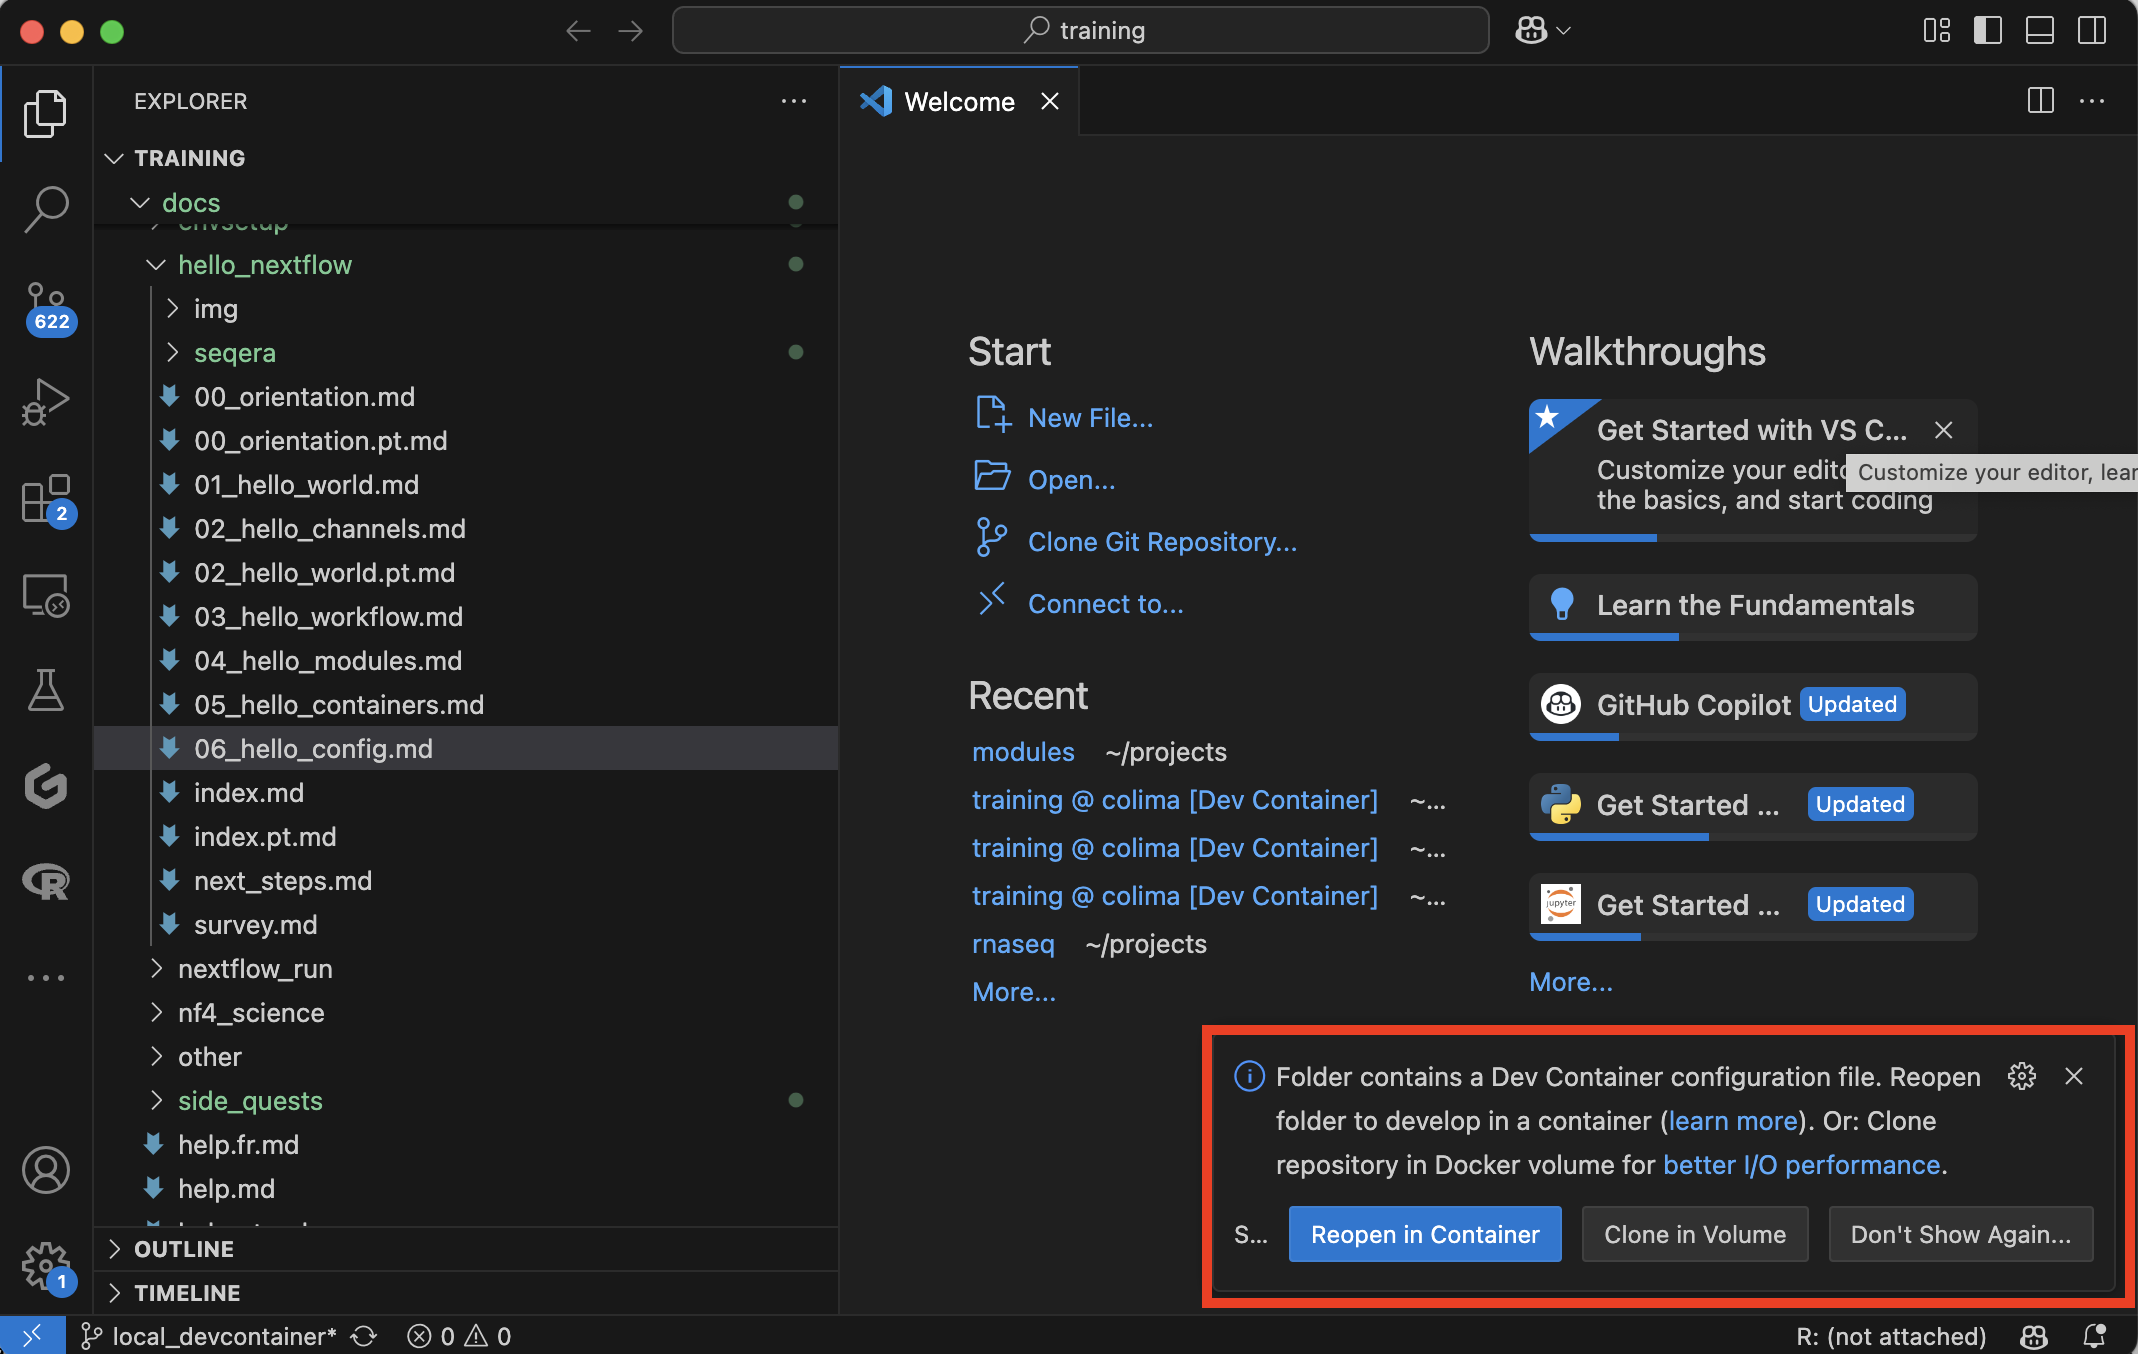 training
EXPLORER
TRAINING
docs
envsetup
hello_nextflow
img
seqera
00_orientation.md
00_orientation.pt.md
01_hello_world.md
02_hello_channels.md
02_hello_world.pt.md
03_hello_workflow.md
04_hello_modules.md
05_hello_containers.md
06_hello_config.md
index.md
index.pt.md
next_steps.md
survey.md
nextflow_run
nf4_science
other
side_quests
help.fr.md
help.md
OUTLINE
TIMELINE
622
2
1
Welcome
Start
New File...
Open...
Clone Git Repository...
Connect to...
Recent
modules ~/projects
training @ colima [Dev Container] ~...
training @ colima [Dev Container] ~...
training @ colima [Dev Container] ~...
rnaseq ~/projects
More...
Walkthroughs
Get Started with VS C...
Customize your edito
Customize your editor, lear
the basics, and start coding
Learn the Fundamentals
GitHub Copilot Updated
Get Started ... Updated
jupyter
Get Started ... Updated
More...
Folder contains a Dev Container configuration file. Reopen
folder to develop in a container (learn more). Or: Clone
repository in Docker volume for better I/O performance.
S... Reopen in Container Clone in Volume Don't Show Again...
local_devcontainer* 0 0 R: (not attached)